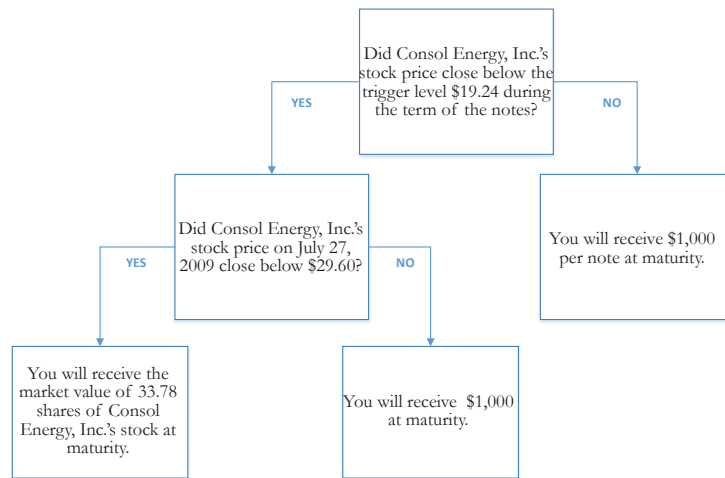 Did Consol Energy, Inc.'s
stock price close below the
trigger level $19.24 during
the term of the notes?
YES
NO
Did Consol Energy, Inc.'s
stock price on July 27,
2009 close below $29.60?
You will receive $1,000
per note at maturity.
YES
NO
You will receive the
market value of 33.78
shares of Consol
Energy, Inc.'s stock at
maturity.
You will receive $1,000
at maturity.